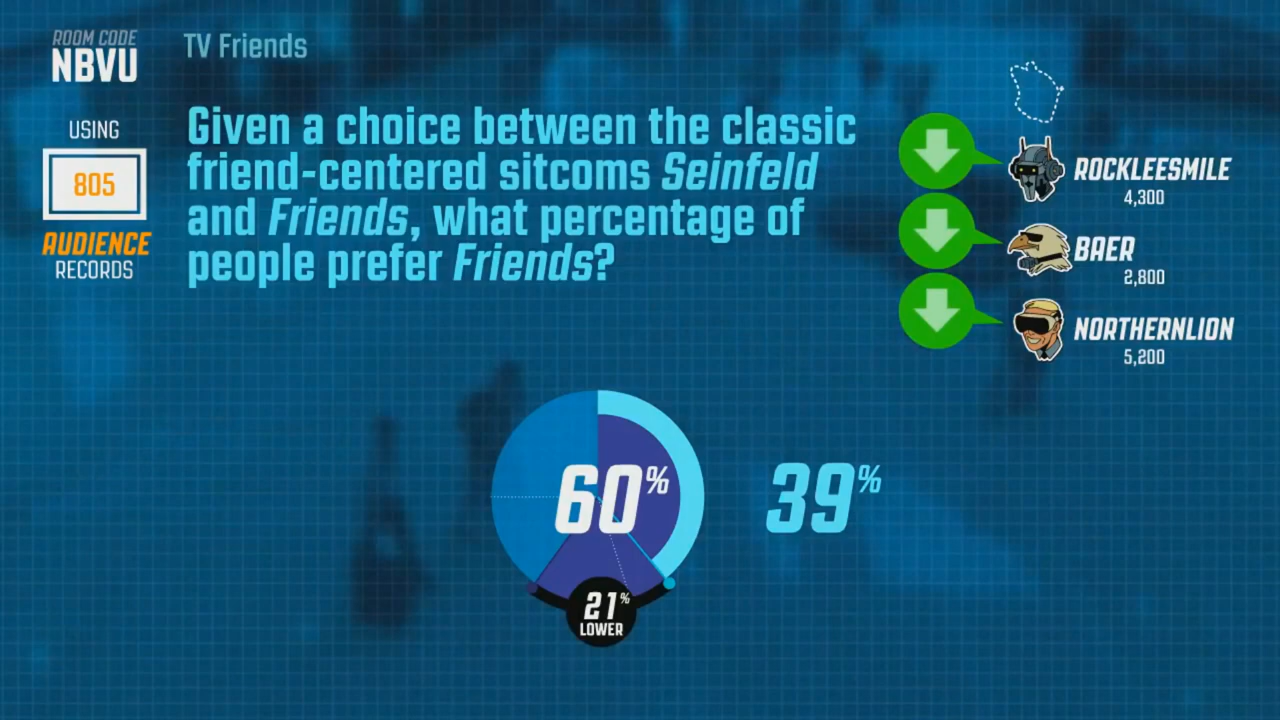 ROOM CODE
NBVU
TV Friends
USING
805
AUDIENCE
RECORDS
Given a choice between the classic
friend-centered sitcoms Seinfeld
and Friends, what percentage of
people prefer Friends?
ROCKLEESMILE
4,300
BAER
2,800
NORTHERNLION
5,200
60%
39%
21%
LOWER